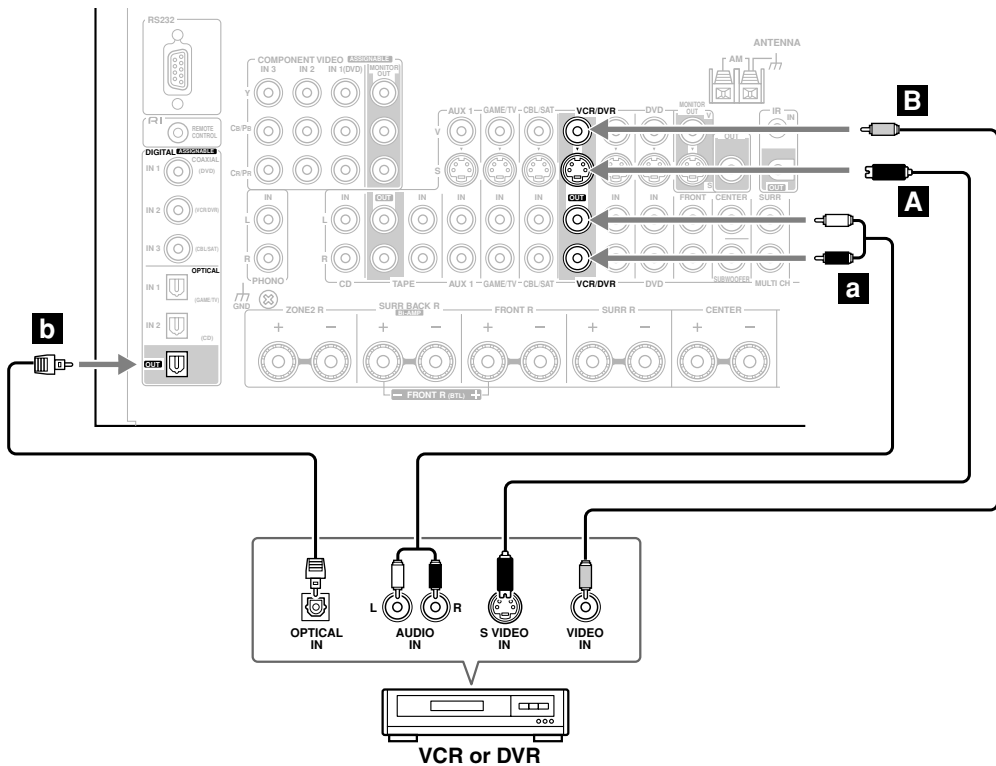 RS232
ANTENNA
AM
COMPONENT VIDEO ASSIGNABLE
IN 3 IN 2 IN 1(DVD) MONITOR OUT
Y
CB/PB
CR/PR
RI
REMOTE CONTROL
DIGITAL ASSIGNABLE
COAXIAL
IN 1 (DVD)
IN 2 (VCR/DVR)
IN 3 (CBL/SAT)
OPTICAL
IN 1 (GAME/TV)
IN 2 (CD)
OUT
AUX 1 GAME/TV CBL/SAT VCR/DVR DVD MONITOR OUT
V V
OUT
IR
IN
S S
OUT
IN IN OUT IN IN IN IN OUT IN IN FRONT CENTER SURR
L L
R R
PHONO CD TAPE AUX 1 GAME/TV CBL/SAT VCR/DVR DVD SUBWOOFER MULTI CH
GND
ZONE2 R SURR BACK R FRONT R SURR R CENTER
BI-AMP
+ − + − + − + − + −
− FRONT R (BTL) +
B
A
a
b
L R
OPTICAL IN
AUDIO IN
S VIDEO IN
VIDEO IN
VCR or DVR